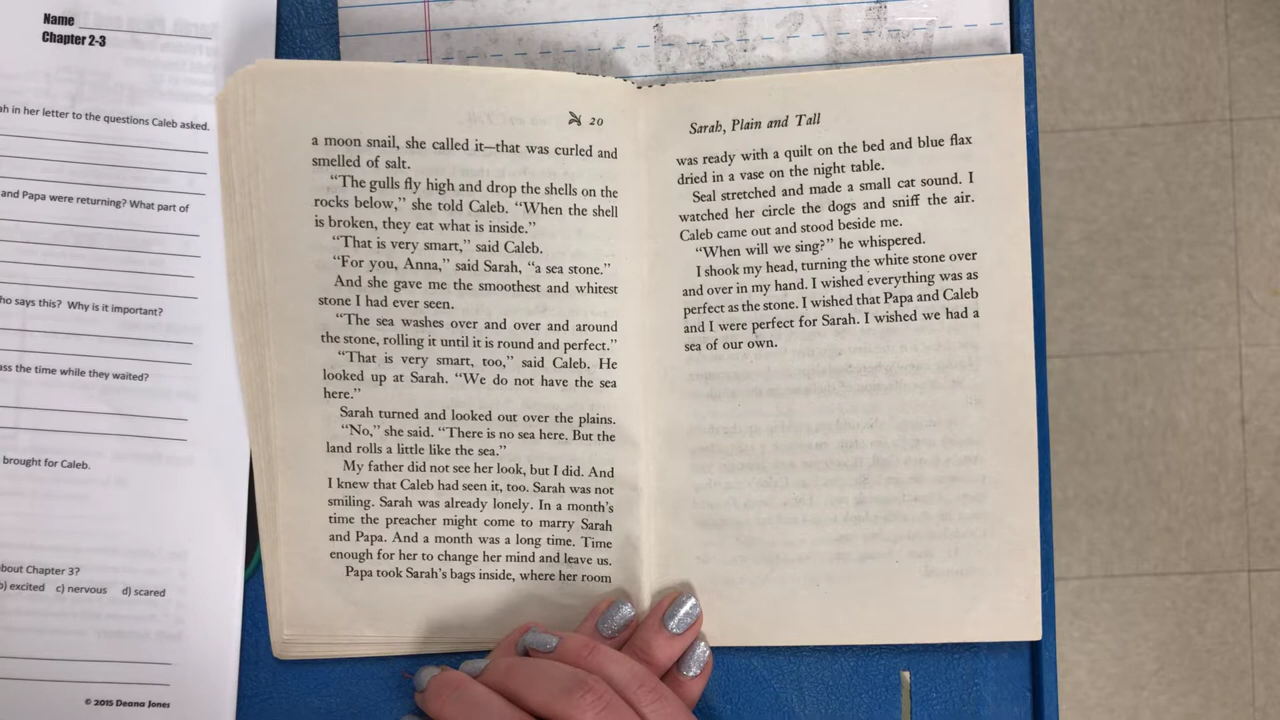 Name
Chapter 2-3
in her letter to the questions Caleb asked.
and Papa were returning? What part of
says this? Why is it important?
the time while they waited?
brought for Caleb.
about Chapter 3?
b) excited c) nervous d) scared
© 2015 Deana Jones
20
a moon snail, she called it—that was curled and
smelled of salt.
“The gulls fly high and drop the shells on the
rocks below,” she told Caleb. “When the shell
is broken, they eat what is inside.”
“That is very smart,” said Caleb.
“For you, Anna,” said Sarah, “a sea stone.”
And she gave me the smoothest and whitest
stone I had ever seen.
“The sea washes over and over and around
the stone, rolling it until it is round and perfect.”
“That is very smart, too,” said Caleb. He
looked up at Sarah. “We do not have the sea
here.”
Sarah turned and looked out over the plains.
“No,” she said. “There is no sea here. But the
land rolls a little like the sea.”
My father did not see her look, but I did. And
I knew that Caleb had seen it, too. Sarah was not
smiling. Sarah was already lonely. In a month’s
time the preacher might come to marry Sarah
and Papa. And a month was a long time. Time
enough for her to change her mind and leave us.
Papa took Sarah’s bags inside, where her room
Sarah, Plain and Tall
was ready with a quilt on the bed and blue flax
dried in a vase on the night table.
Seal stretched and made a small cat sound. I
watched her circle the dogs and sniff the air.
Caleb came out and stood beside me.
“When will we sing?” he whispered.
I shook my head, turning the white stone over
and over in my hand. I wished everything was as
perfect as the stone. I wished that Papa and Caleb
and I were perfect for Sarah. I wished we had a
sea of our own.